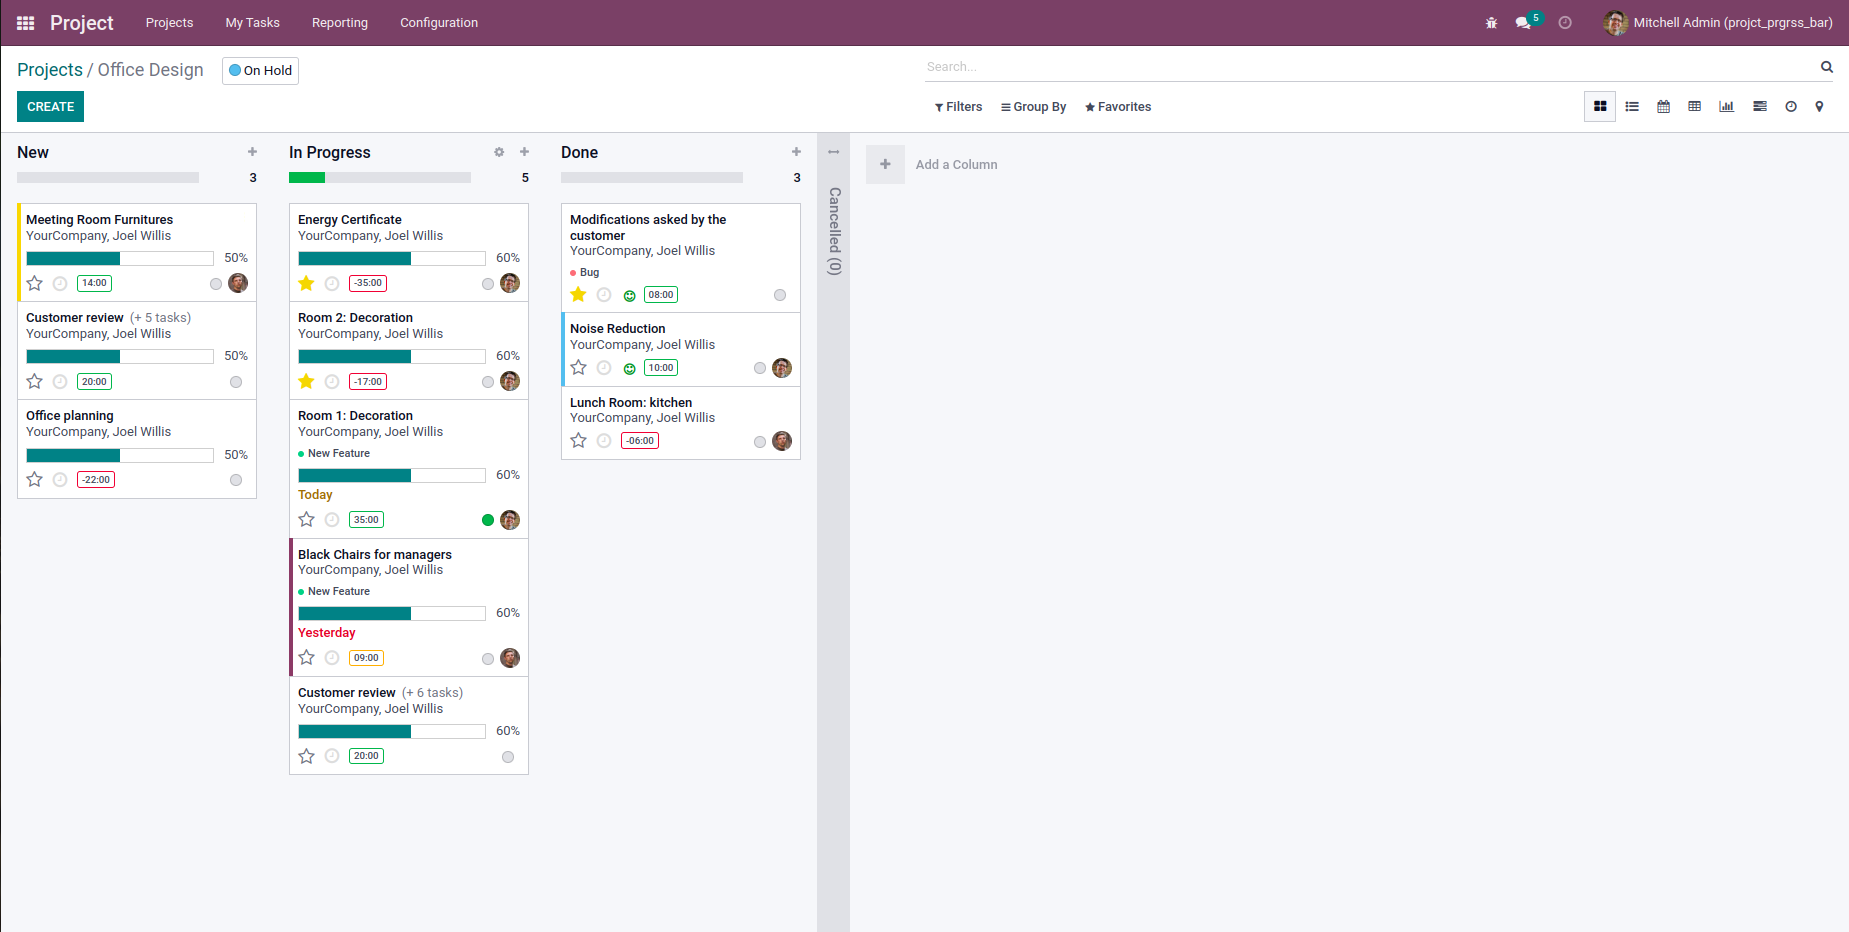 Project
Projects
My Tasks
Reporting
Configuration
5
Mitchell Admin (projct_prgrss_bar)
Projects / Office Design
On Hold
Search...
CREATE
Filters
Group By
Favorites
New
3
Meeting Room Furnitures
YourCompany, Joel Willis
50%
14:00
Customer review (+ 5 tasks)
YourCompany, Joel Willis
50%
20:00
Office planning
YourCompany, Joel Willis
50%
-22:00
In Progress
5
Energy Certificate
YourCompany, Joel Willis
60%
-35:00
Room 2: Decoration
YourCompany, Joel Willis
60%
-17:00
Room 1: Decoration
YourCompany, Joel Willis
New Feature
60%
Today
35:00
Black Chairs for managers
YourCompany, Joel Willis
New Feature
60%
Yesterday
09:00
Customer review (+ 6 tasks)
YourCompany, Joel Willis
60%
20:00
Done
3
Modifications asked by the
customer
YourCompany, Joel Willis
Bug
08:00
Noise Reduction
YourCompany, Joel Willis
10:00
Lunch Room: kitchen
YourCompany, Joel Willis
-06:00
Cancelled (0)
Add a Column